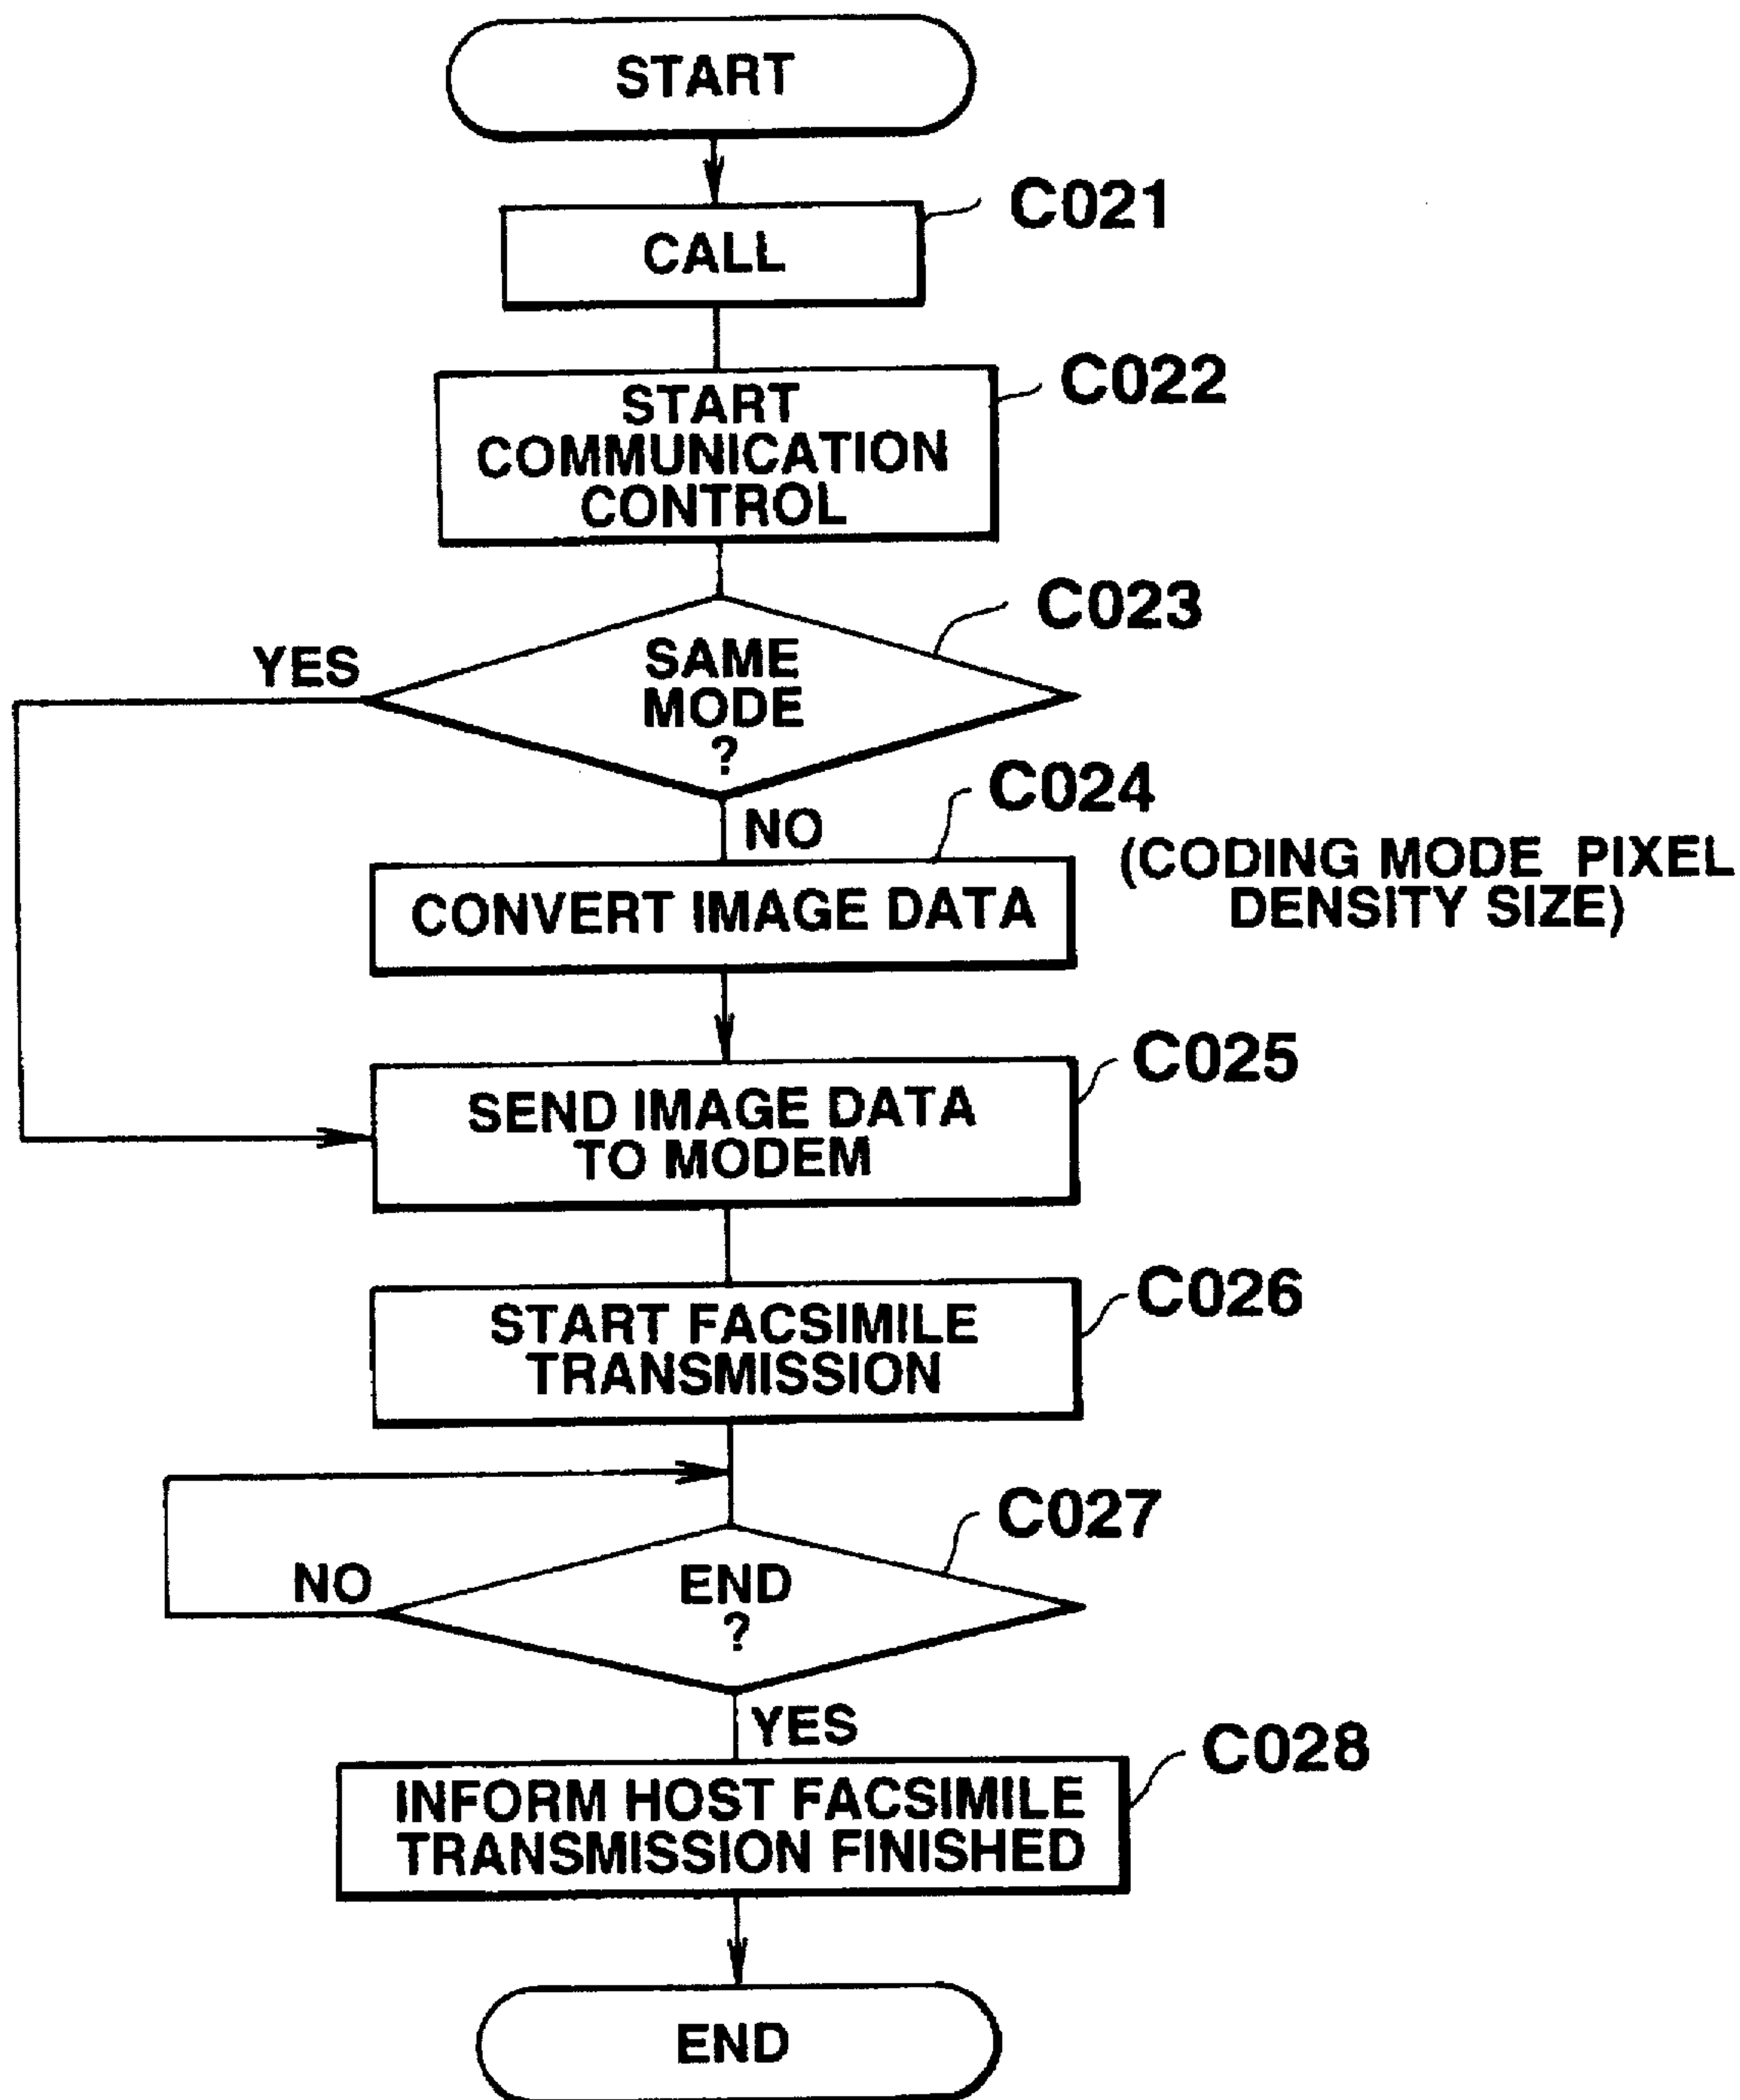 START
C021
CALL
C022
START
COMMUNICATION
CONTROL
C023
YES
SAME
MODE
?
C024
NO
(CODING MODE PIXEL
DENSITY SIZE)
CONVERT IMAGE DATA
C025
SEND IMAGE DATA
TO MODEM
C026
START FACSIMILE
TRANSMISSION
C027
NO
END
?
YES
C028
INFORM HOST FACSIMILE
TRANSMISSION FINISHED
END